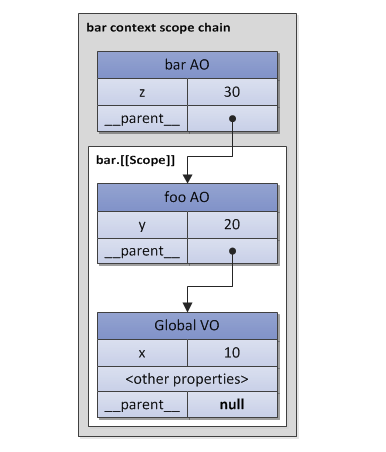 bar context scope chain
bar AO
z 30
__parent__
bar.[[Scope]]
foo AO
y 20
__parent__
Global VO
x 10
<other properties>
__parent__ null